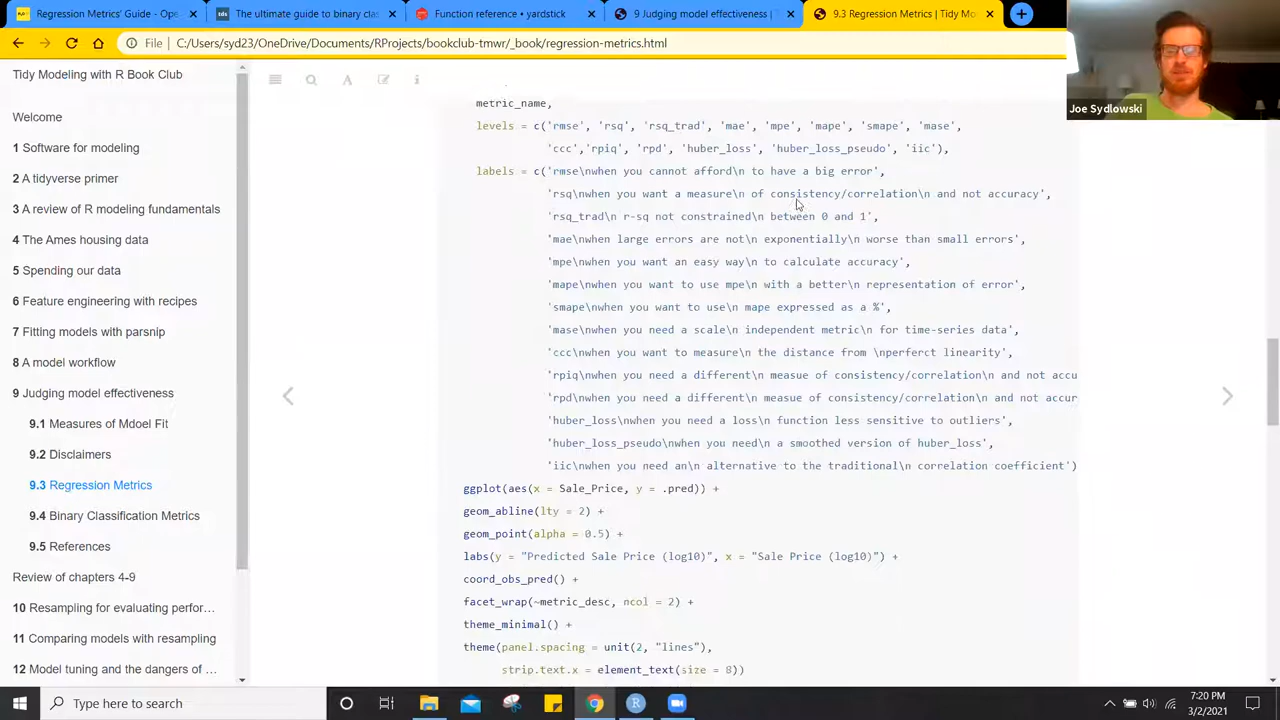 Regression Metrics' Guide - Ope
The ultimate guide to binary clas
Function reference • yardstick
9 Judging model effectiveness | T
9.3 Regression Metrics | Tidy Mo
File
C:/Users/syd23/OneDrive/Documents/RProjects/bookclub-tmwr/_book/regression-metrics.html
Joe Sydlowski
Tidy Modeling with R Book Club
Welcome
1 Software for modeling
2 A tidyverse primer
3 A review of R modeling fundamentals
4 The Ames housing data
5 Spending our data
6 Feature engineering with recipes
7 Fitting models with parsnip
8 A model workflow
9 Judging model effectiveness
9.1 Measures of Mdoel Fit
9.2 Disclaimers
9.3 Regression Metrics
9.4 Binary Classification Metrics
9.5 References
Review of chapters 4-9
10 Resampling for evaluating perfor…
11 Comparing models with resampling
12 Model tuning and the dangers of …
metric_name,
levels = c('rmse', 'rsq', 'rsq_trad', 'mae', 'mpe', 'mape', 'smape', 'mase',
'ccc','rpiq', 'rpd', 'huber_loss', 'huber_loss_pseudo', 'iic'),
labels = c('rmse\nwhen you cannot afford\n to have a big error',
'rsq\nwhen you want a measure\n of consistency/correlation\n and not accuracy',
'rsq_trad\n r-sq not constrained\n between 0 and 1',
'mae\nwhen large errors are not\n exponentially\n worse than small errors',
'mpe\nwhen you want an easy way\n to calculate accuracy',
'mape\nwhen you want to use mpe\n with a better\n representation of error',
'smape\nwhen you want to use\n mape expressed as a %',
'mase\nwhen you need a scale\n independent metric\n for time-series data',
'ccc\nwhen you want to measure\n the distance from \nperferct linearity',
'rpiq\nwhen you need a different\n measue of consistency/correlation\n and not accu
'rpd\nwhen you need a different\n measue of consistency/correlation\n and not accur
'huber_loss\nwhen you need a loss\n function less sensitive to outliers',
'huber_loss_pseudo\nwhen you need\n a smoothed version of huber_loss',
'iic\nwhen you need an\n alternative to the traditional\n correlation coefficient')
ggplot(aes(x = Sale_Price, y = .pred)) +
geom_abline(lty = 2) +
geom_point(alpha = 0.5) +
labs(y = "Predicted Sale Price (log10)", x = "Sale Price (log10)") +
coord_obs_pred() +
facet_wrap(~metric_desc, ncol = 2) +
theme_minimal() +
theme(panel.spacing = unit(2, "lines"),
strip.text.x = element_text(size = 8))
Type here to search
7:20 PM
3/2/2021